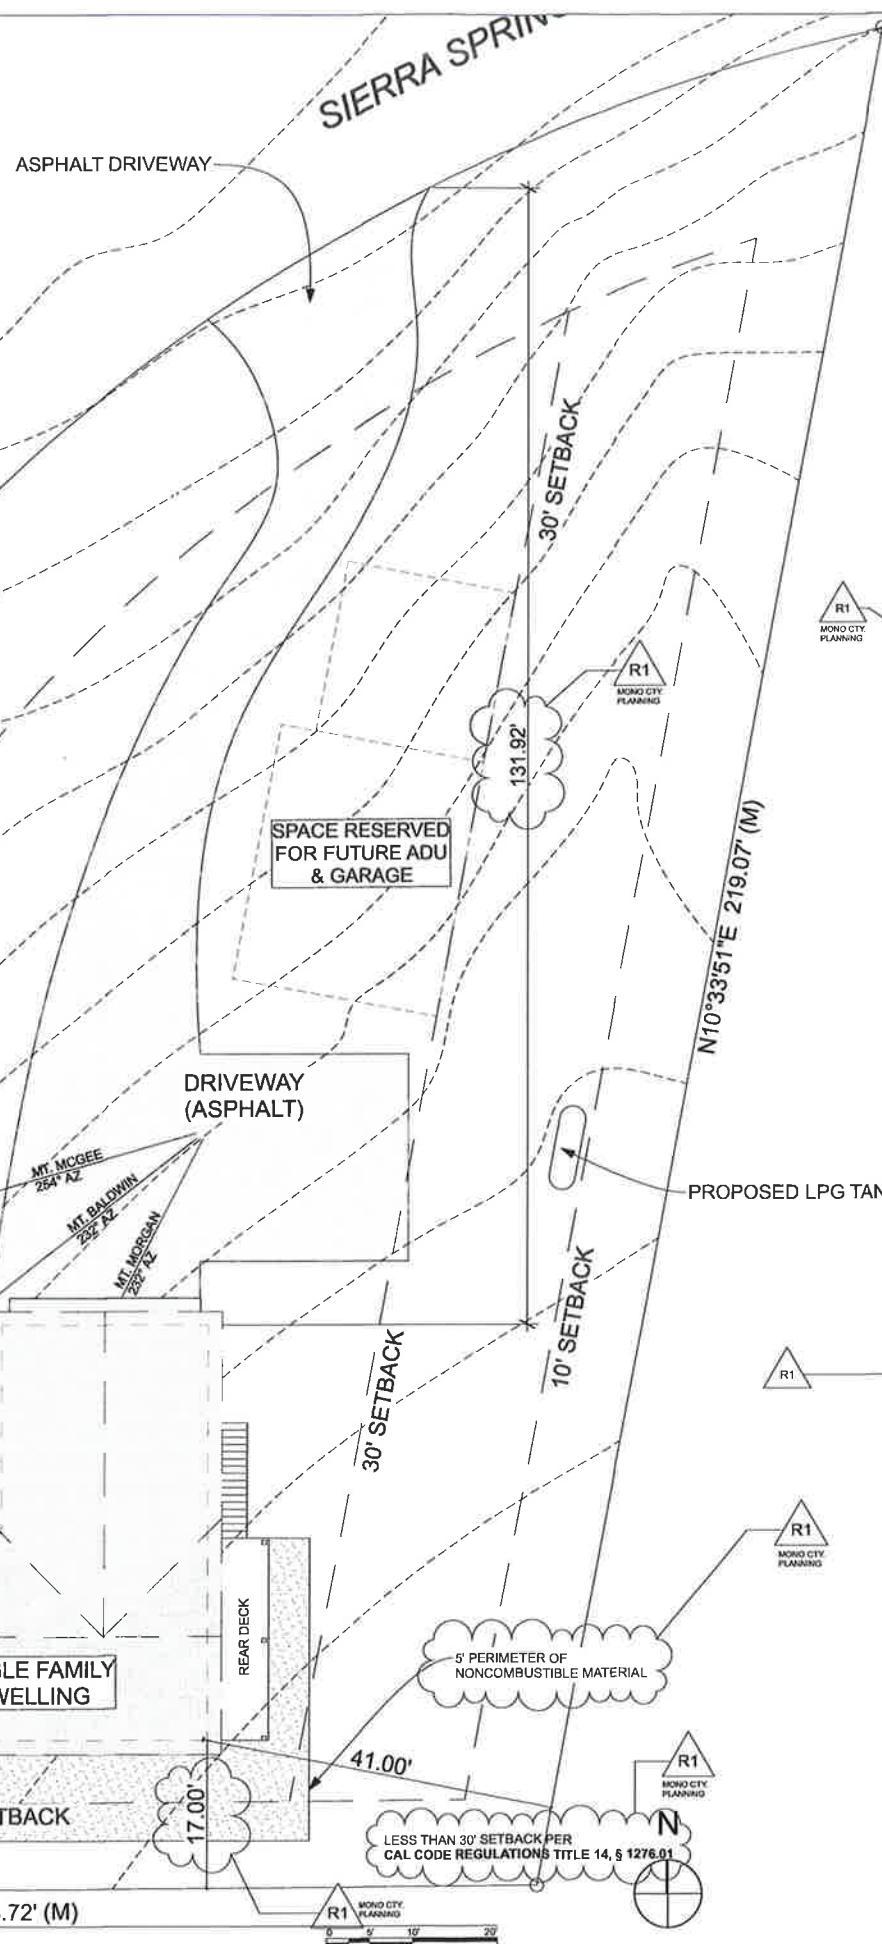 SIERRA
ASPHALT DRIVEWAY
30' SETBACK
R1
MONO CTY.
PLANNING
R1
MONO CTY.
PLANNING
131.92'
SPACE RESERVED
FOR FUTURE ADU
& GARAGE
N10°33'51"E 219.07' (M)
DRIVEWAY
(ASPHALT)
MT. MCGEE
254° AZ
MT. BALDWIN
232° AZ
MT. MORGAN
232° AZ
PROPOSED LPG
10' SETBACK
30' SETBACK
R1
R1
MONO CTY.
PLANNING
REAR DECK
5' PERIMETER OF
NONCOMBUSTIBLE MATERIAL
GLE FAMILY
WELLING
41.00'
R1
MONO CTY.
PLANNING
TBACK
17.00'
LESS THAN 30' SETBACK PER
CAL CODE REGULATIONS TITLE 14, § 1276.01
N
.72' (M)
R1
MONO CTY.
PLANNING
0 5' 10' 20'